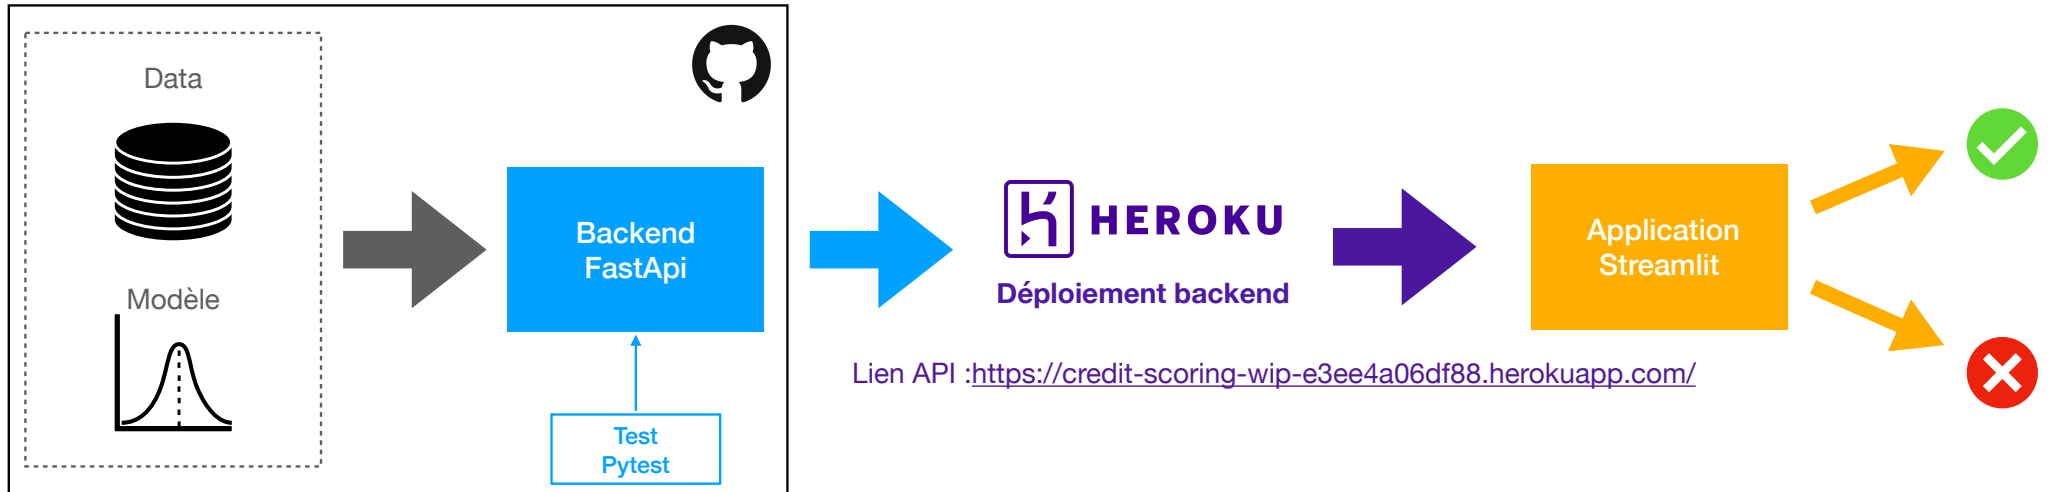 Data
Modèle
Backend
FastApi
Test
Pytest
HEROKU
Déploiement backend
Lien API :https://credit-scoring-wip-e3ee4a06df88.herokuapp.com/
Application
Streamlit